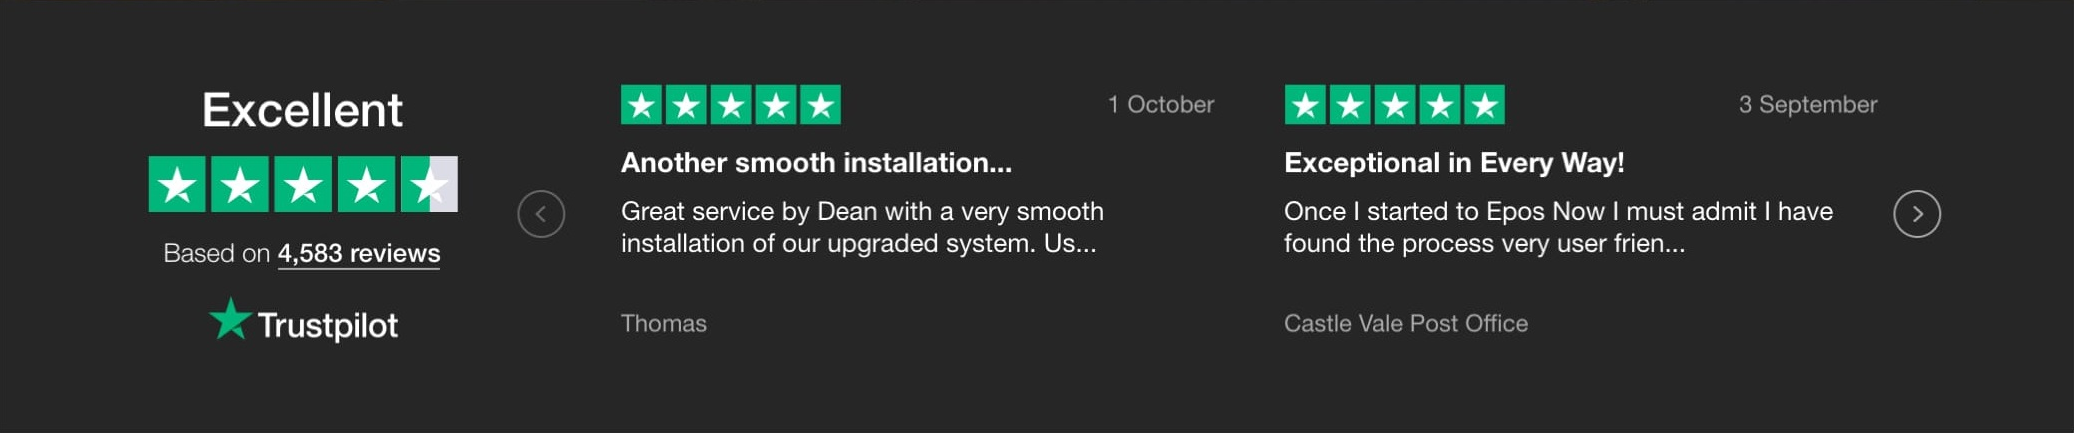 Excellent
Based on 4,583 reviews
Trustpilot
1 October
Another smooth installation...
Great service by Dean with a very smooth
installation of our upgraded system. Us...
Thomas
3 September
Exceptional in Every Way!
Once I started to Epos Now I must admit I have
found the process very user frien...
Castle Vale Post Office